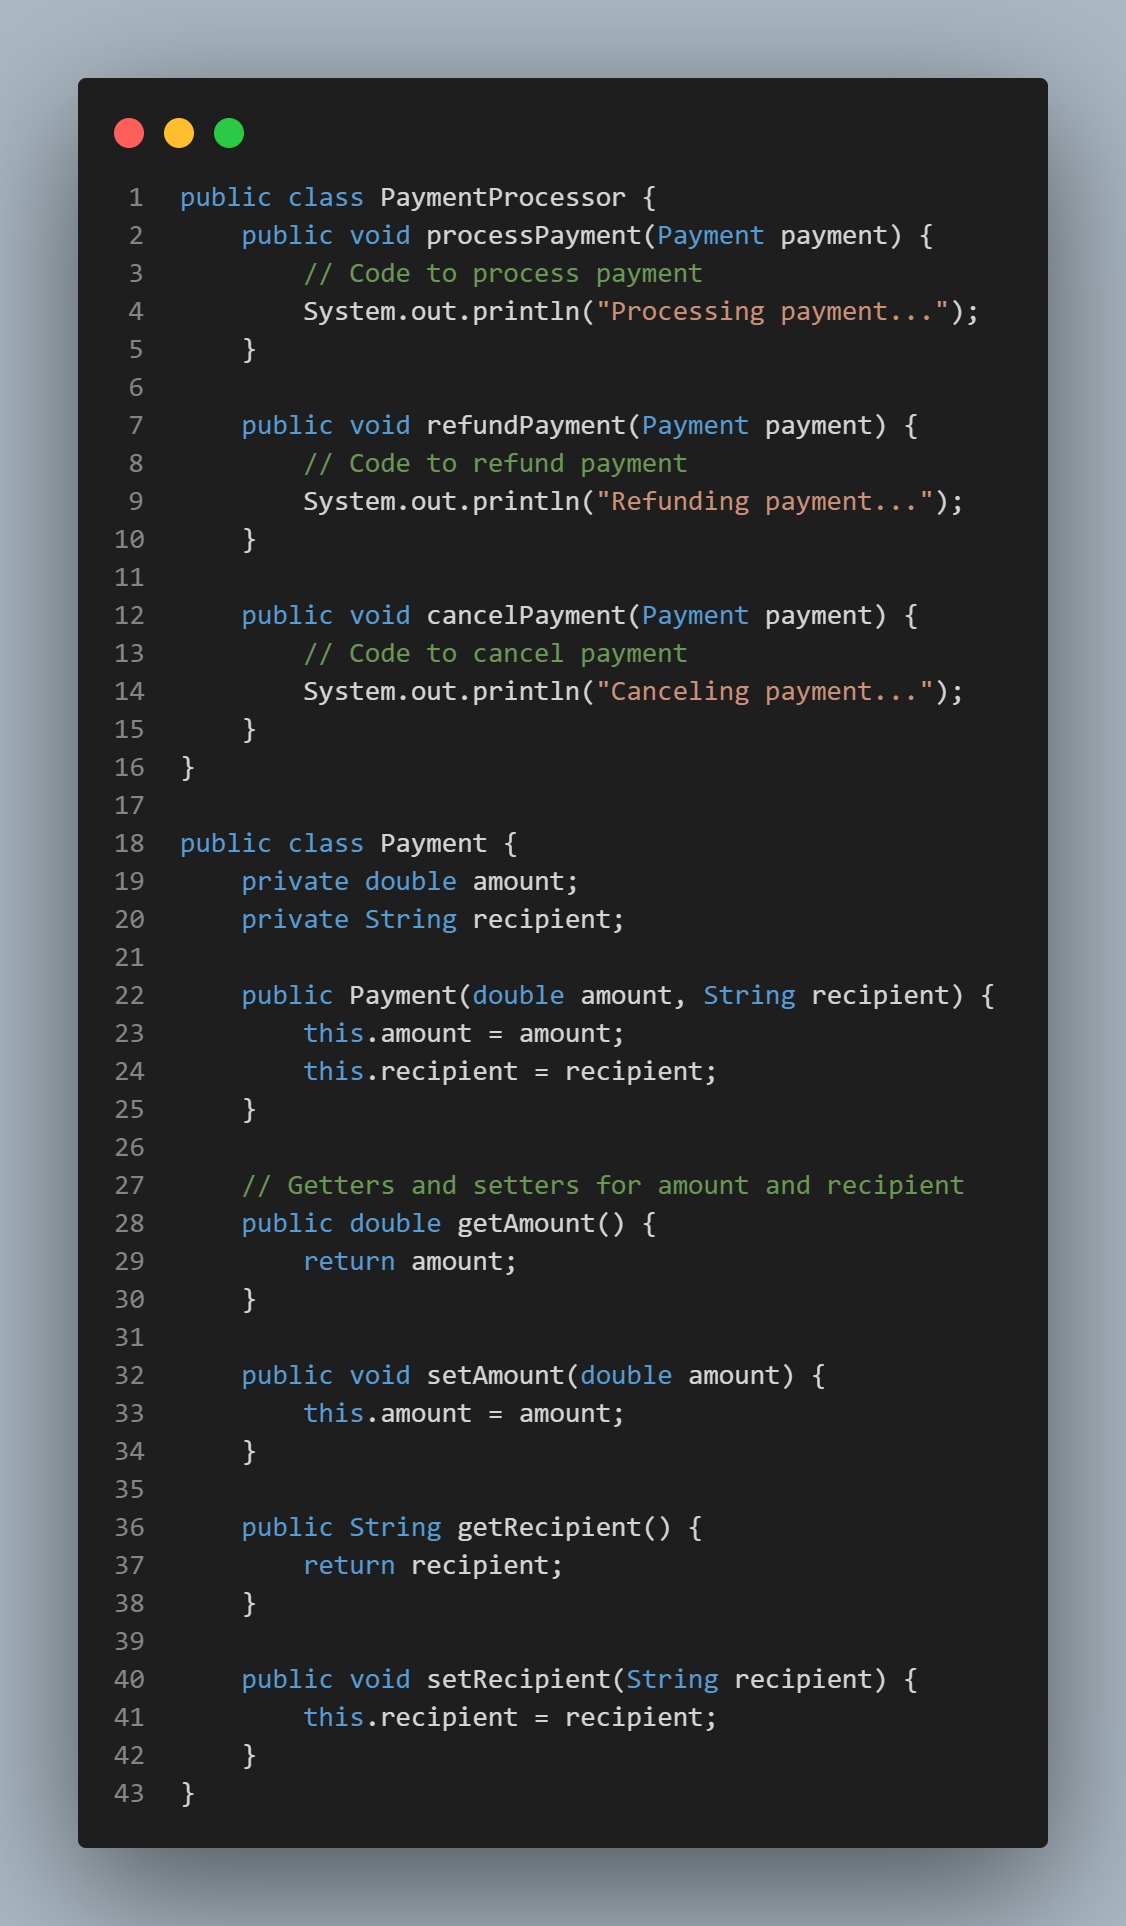 1 public class PaymentProcessor {
2     public void processPayment(Payment payment) {
3         // Code to process payment
4         System.out.println("Processing payment...");
5     }
6
7     public void refundPayment(Payment payment) {
8         // Code to refund payment
9         System.out.println("Refunding payment...");
10     }
11
12     public void cancelPayment(Payment payment) {
13         // Code to cancel payment
14         System.out.println("Canceling payment...");
15     }
16 }
17
18 public class Payment {
19     private double amount;
20     private String recipient;
21
22     public Payment(double amount, String recipient) {
23         this.amount = amount;
24         this.recipient = recipient;
25     }
26
27     // Getters and setters for amount and recipient
28     public double getAmount() {
29         return amount;
30     }
31
32     public void setAmount(double amount) {
33         this.amount = amount;
34     }
35
36     public String getRecipient() {
37         return recipient;
38     }
39
40     public void setRecipient(String recipient) {
41         this.recipient = recipient;
42     }
43 }